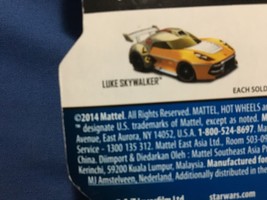 LUKE SKYWALKER™
EACH SOLD
©2014 Mattel. All Rights Reserved. MATTEL, HOT WHEELS and
designate U.S. trademarks of Mattel, except as noted. M
Avenue, East Aurora, NY 14052, U.S.A. 1-800-524-8697.
Service - 1300 135 312. Mattel East Asia Ltd., Room 503-09
China. Diimport & Diedarkan Oleh : Mattel Southeast Asia P
Kerinchi, 59200 Kuala Lumpur, Malaysia. Manufactured for
MJ Amstelveen, Nederland. Additionally distributed in the
Lucasfilm Ltd
starwars.com